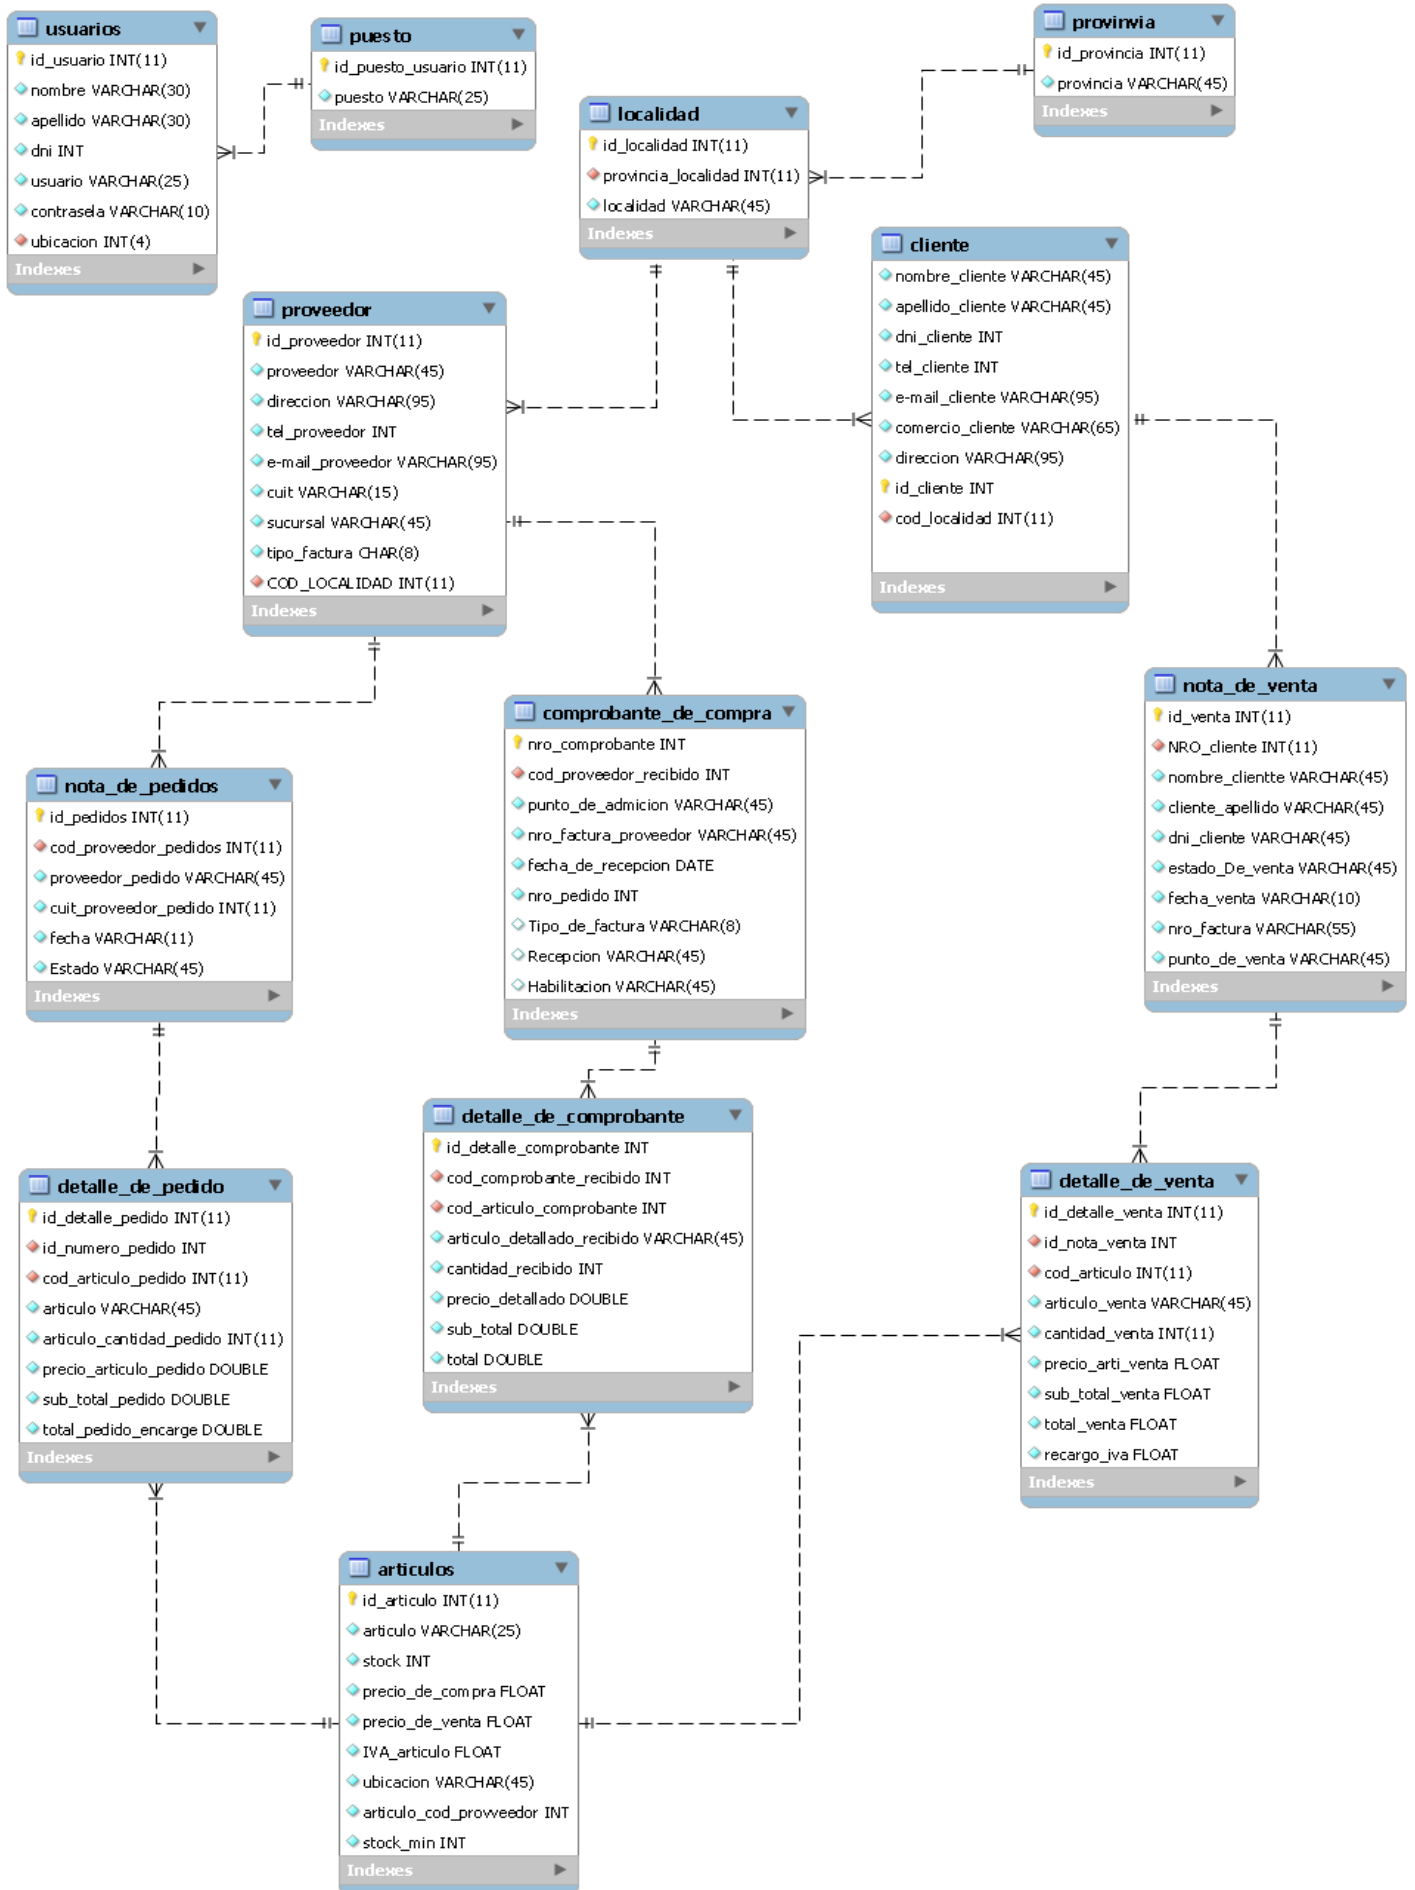 usuarios
id_usuario INT(11)
nombre VARCHAR(30)
apellido VARCHAR(30)
dni INT
usuario VARCHAR(25)
contrasela VARCHAR(10)
ubicacion INT(4)
Indexes
puesto
id_puesto_usuario INT(11)
puesto VARCHAR(25)
Indexes
provinvia
id_provincia INT(11)
provincia VARCHAR(45)
Indexes
localidad
id_localidad INT(11)
provincia_localidad INT(11)
localidad VARCHAR(45)
Indexes
cliente
nombre_cliente VARCHAR(45)
apellido_cliente VARCHAR(45)
dni_cliente INT
tel_cliente INT
e-mail_cliente VARCHAR(95)
comercio_cliente VARCHAR(65)
direccion VARCHAR(95)
id_cliente INT
cod_localidad INT(11)
Indexes
proveedor
id_proveedor INT(11)
proveedor VARCHAR(45)
direccion VARCHAR(95)
tel_proveedor INT
e-mail_proveedor VARCHAR(95)
cuit VARCHAR(15)
sucursal VARCHAR(45)
tipo_factura CHAR(8)
COD_LOCALIDAD INT(11)
Indexes
nota_de_venta
id_venta INT(11)
NRO_cliente INT(11)
nombre_clientte VARCHAR(45)
cliente_apellido VARCHAR(45)
dni_cliente VARCHAR(45)
estado_De_venta VARCHAR(45)
fecha_venta VARCHAR(10)
nro_factura VARCHAR(55)
punto_de_venta VARCHAR(45)
Indexes
comprobante_de_compra
nro_comprobante INT
cod_proveedor_recibido INT
punto_de_admicion VARCHAR(45)
nro_factura_proveedor VARCHAR(45)
fecha_de_recepcion DATE
nro_pedido INT
Tipo_de_factura VARCHAR(8)
Recepcion VARCHAR(45)
Habilitacion VARCHAR(45)
Indexes
nota_de_pedidos
id_pedidos INT(11)
cod_proveedor_pedidos INT(11)
proveedor_pedido VARCHAR(45)
cuit_proveedor_pedido INT(11)
fecha VARCHAR(11)
Estado VARCHAR(45)
Indexes
detalle_de_comprobante
id_detalle_comprobante INT
cod_comprobante_recibido INT
cod_articulo_comprobante INT
articulo_detallado_recibido VARCHAR(45)
cantidad_recibido INT
precio_detallado DOUBLE
sub_total DOUBLE
total DOUBLE
Indexes
detalle_de_pedido
id_detalle_pedido INT(11)
id_numero_pedido INT
cod_articulo_pedido INT(11)
articulo VARCHAR(45)
articulo_cantidad_pedido INT(11)
precio_articulo_pedido DOUBLE
sub_total_pedido DOUBLE
total_pedido_encarge DOUBLE
Indexes
detalle_de_venta
id_detalle_venta INT(11)
id_nota_venta INT
cod_articulo INT(11)
articulo_venta VARCHAR(45)
cantidad_venta INT(11)
precio_arti_venta FLOAT
sub_total_venta FLOAT
total_venta FLOAT
recargo_iva FLOAT
Indexes
articulos
id_articulo INT(11)
articulo VARCHAR(25)
stock INT
precio_de_compra FLOAT
precio_de_venta FLOAT
IVA_articulo FLOAT
ubicacion VARCHAR(45)
articulo_cod_provveedor INT
stock_min INT
Indexes